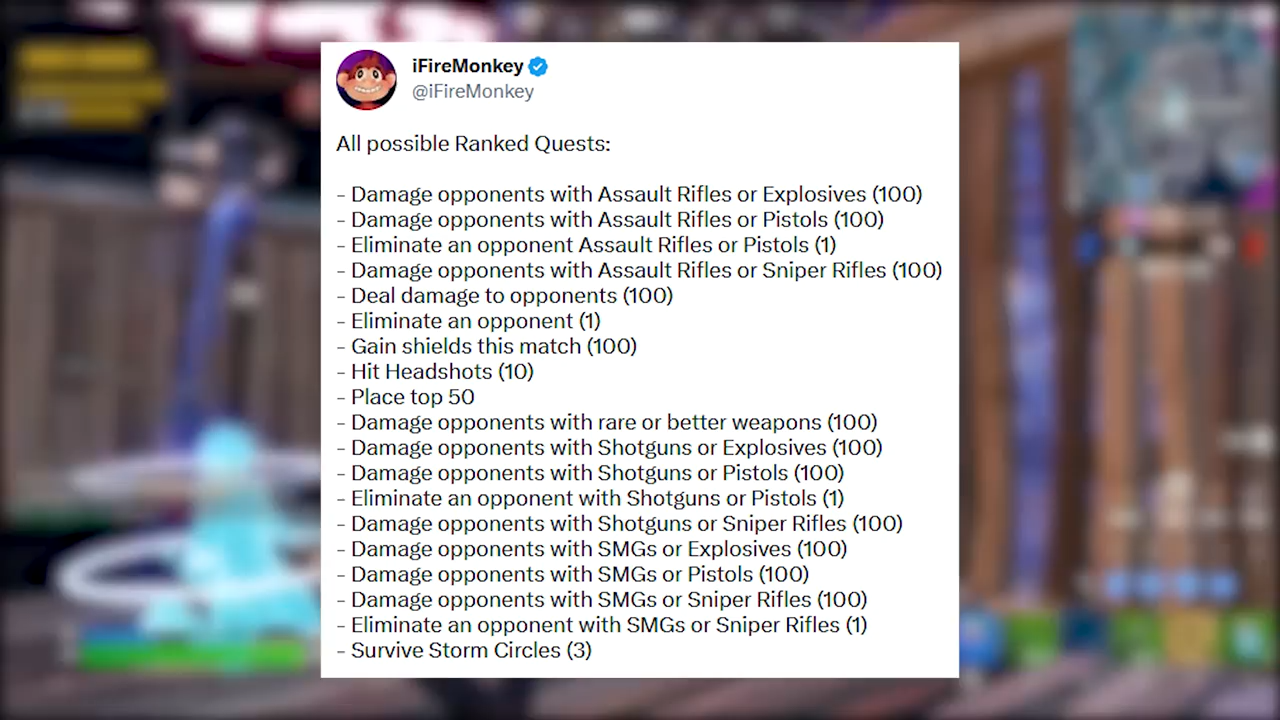 iFireMonkey
@iFireMonkey
All possible Ranked Quests:
- Damage opponents with Assault Rifles or Explosives (100)
- Damage opponents with Assault Rifles or Pistols (100)
- Eliminate an opponent Assault Rifles or Pistols (1)
- Damage opponents with Assault Rifles or Sniper Rifles (100)
- Deal damage to opponents (100)
- Eliminate an opponent (1)
- Gain shields this match (100)
- Hit Headshots (10)
- Place top 50
- Damage opponents with rare or better weapons (100)
- Damage opponents with Shotguns or Explosives (100)
- Damage opponents with Shotguns or Pistols (100)
- Eliminate an opponent with Shotguns or Pistols (1)
- Damage opponents with Shotguns or Sniper Rifles (100)
- Damage opponents with SMGs or Explosives (100)
- Damage opponents with SMGs or Pistols (100)
- Damage opponents with SMGs or Sniper Rifles (100)
- Eliminate an opponent with SMGs or Sniper Rifles (1)
- Survive Storm Circles (3)